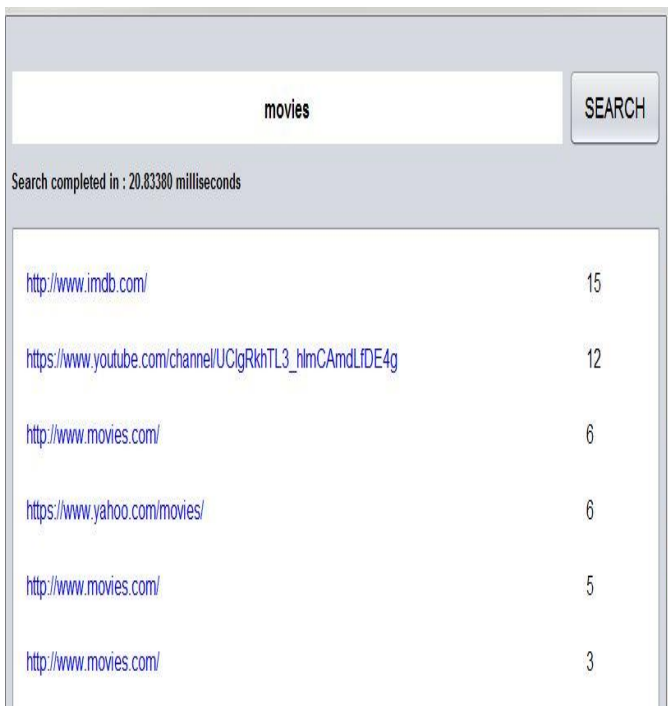 movies SEARCH
Search completed in : 20.83380 milliseconds
http://www.imdb.com/ 15
https://www.youtube.com/channel/UClgRkhTL3_hImCAmdLfDE4g 12
http://www.movies.com/ 6
https://www.yahoo.com/movies/ 6
http://www.movies.com/ 5
http://www.movies.com/ 3